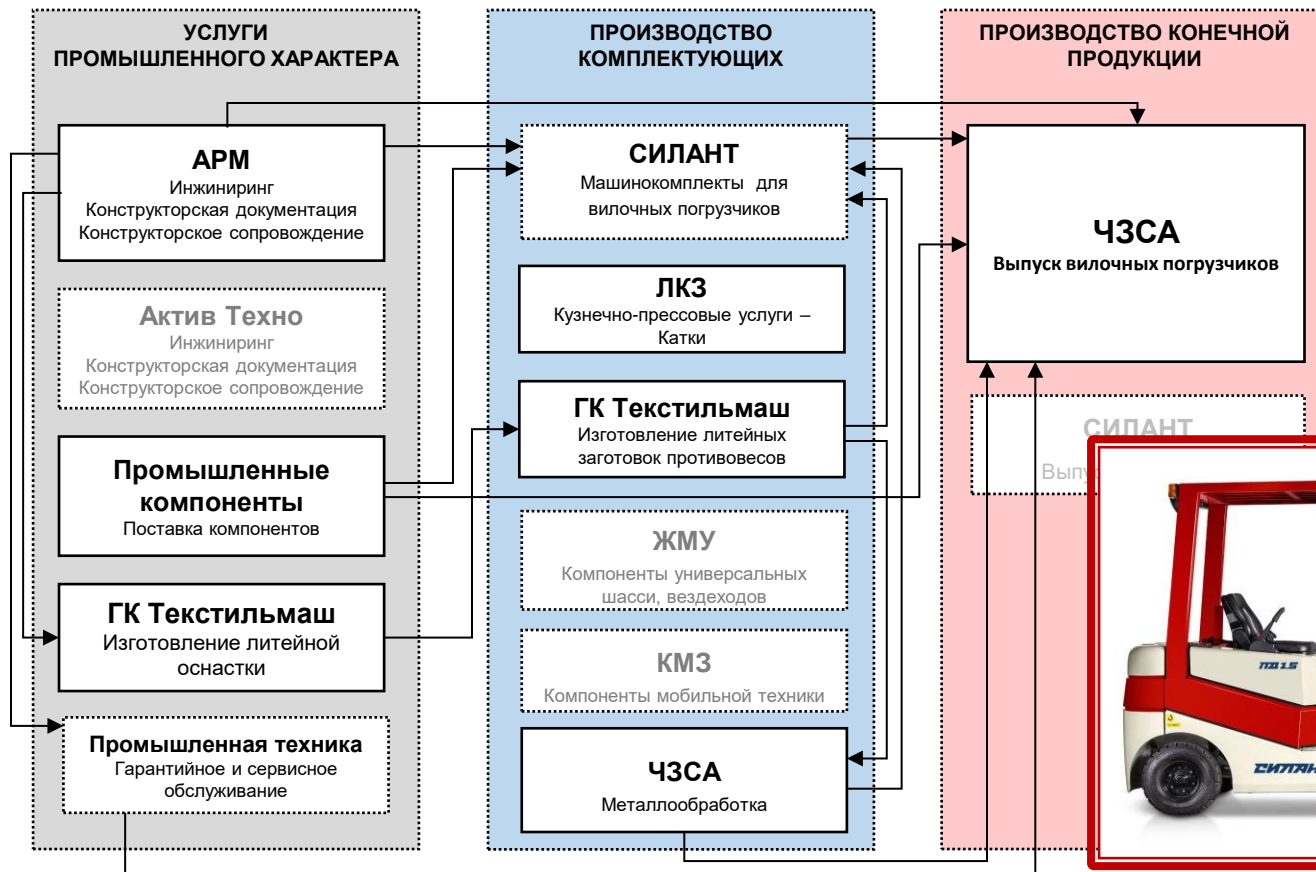 УСЛУГИ
ПРОМЫШЛЕННОГО ХАРАКТЕРА
АРМ
Инжиниринг
Конструкторская документация
Конструкторское сопровождение
Актив Техно
Инжиниринг
Конструкторская документация
Конструкторское сопровождение
Промышленные
компоненты
Поставка компонентов
ГК Текстильмаш
Изготовление литейной
оснастки
Промышленная техника
Гарантийное и сервисное
обслуживание
ПРОИЗВОДСТВО
КОМПЛЕКТУЮЩИХ
СИЛАНТ
Машинокомплекты для
вилочных погрузчиков
ЛКЗ
Кузнечно-прессовые услуги –
Катки
ГК Текстильмаш
Изготовление литейных
заготовок противовесов
ЖМУ
Компоненты универсальных
шасси, вездеходов
КМЗ
Компоненты мобильной техники
ЧЗСА
Металлообработка
ПРОИЗВОДСТВО КОНЕЧНОЙ
ПРОДУКЦИИ
ЧЗСА
Выпуск вилочных погрузчиков
СИЛАНТ